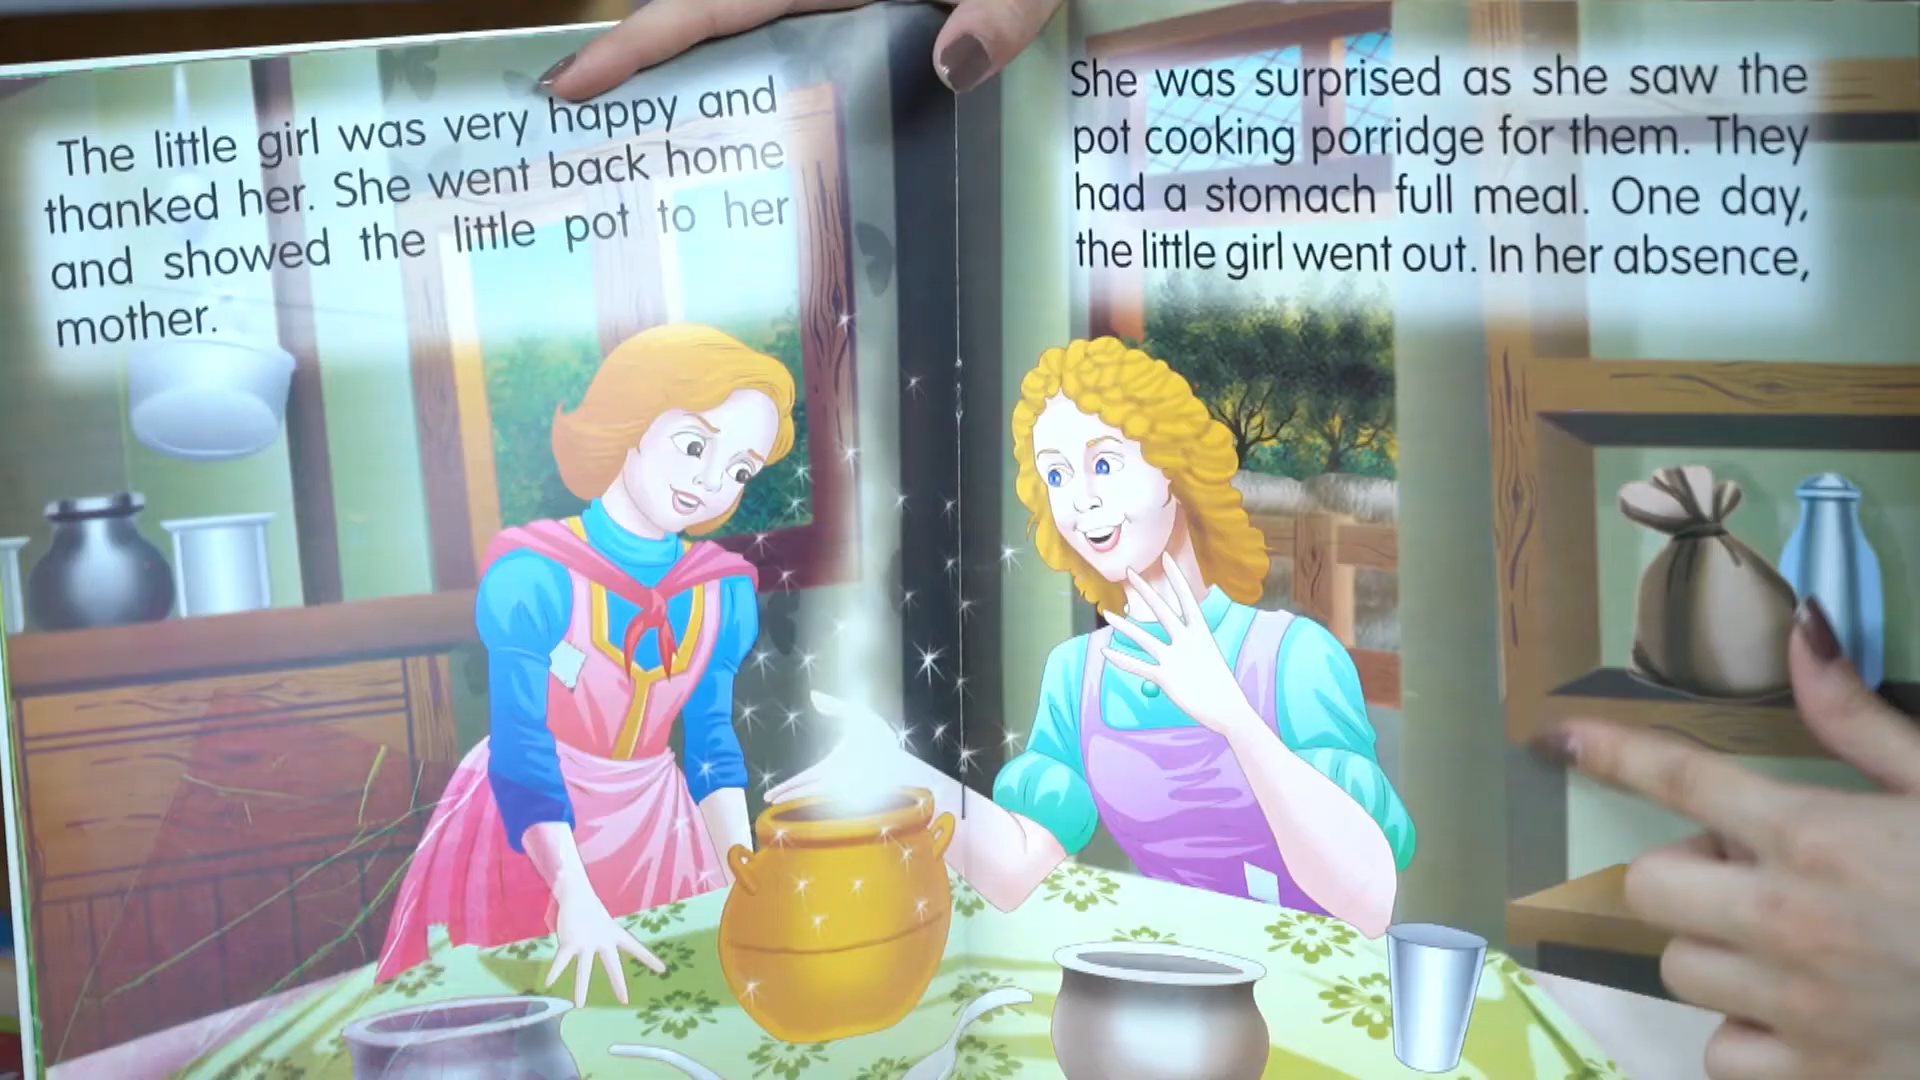 The little girl was very happy and
thanked her. She went back home
and showed the little pot to her
mother.
She was surprised as she saw the
pot cooking porridge for them. They
had a stomach full meal. One day,
the little girl went out. In her absence,